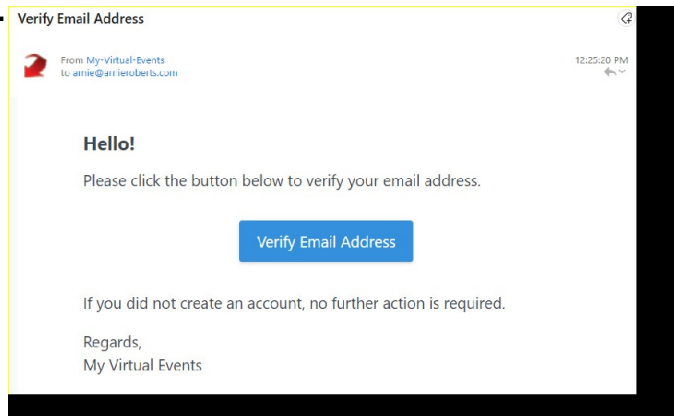 Verify Email Address
From My-Virtual-Events
12:25:20 PM
to arnie@arnieroberts.com
Hello!
Please click the button below to verify your email address.
Verify Email Address
If you did not create an account, no further action is required.
Regards,
My Virtual Events